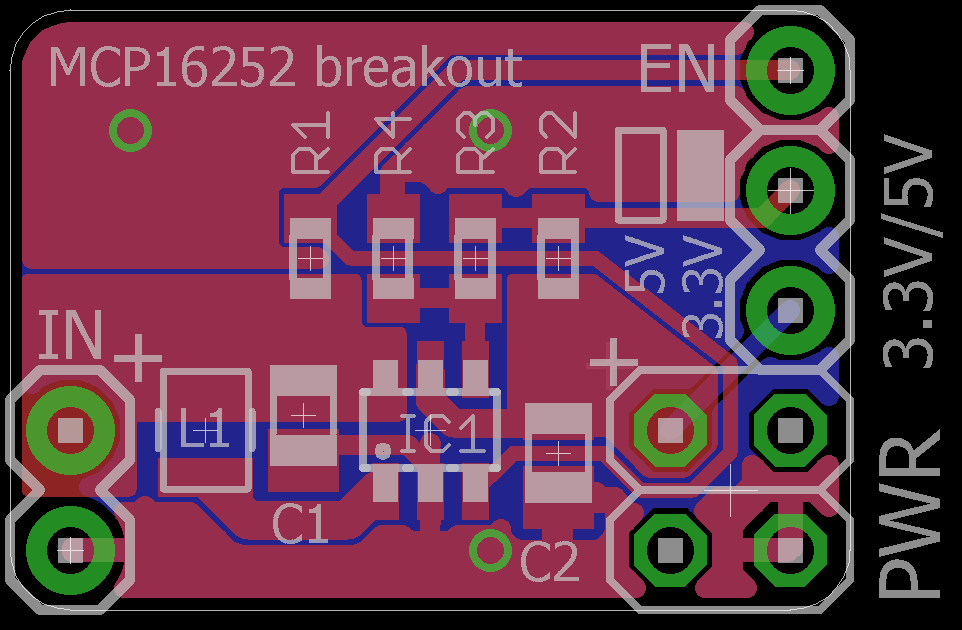 MCP16252 breakout
EN
R1
R4
R3
R2
5V
3.3V
3.3V/5V
IN
+
+
L1
IC1
C1
C2
PWR